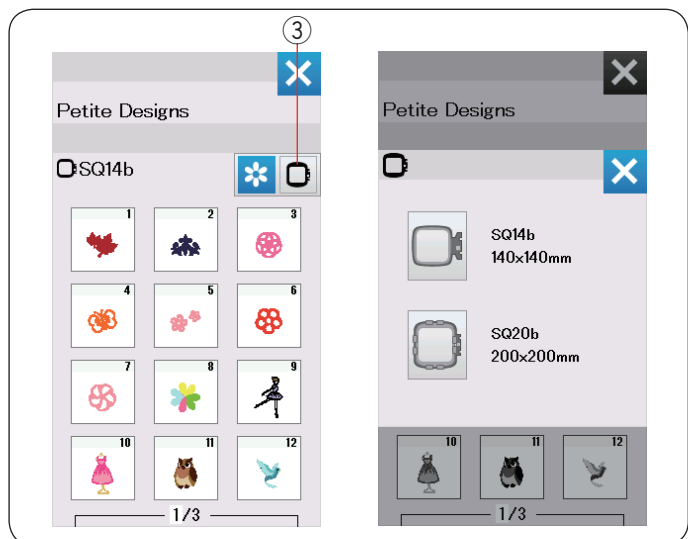 3
Petite Designs
SQ14b
1 2 3
4 5 6
7 8 9
10 11 12
1/3
Petite Designs
SQ14b
140x140mm
SQ20b
200x200mm
10 11 12
1/3